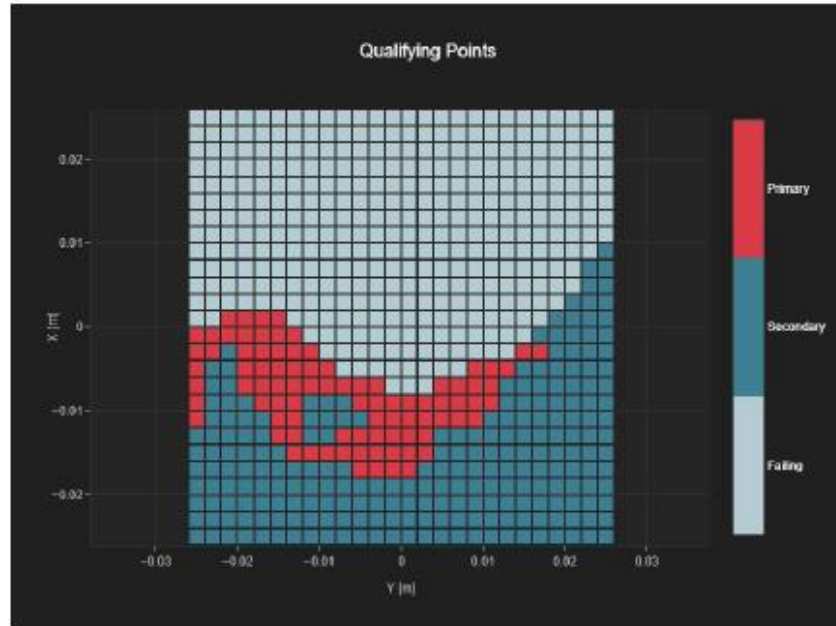 Qualifying Points
0.02
0.01
0
−0.01
−0.02
X [m]
−0.03
−0.02
−0.01
0
0.01
0.02
0.03
Y [m]
Primary
Secondary
Failing